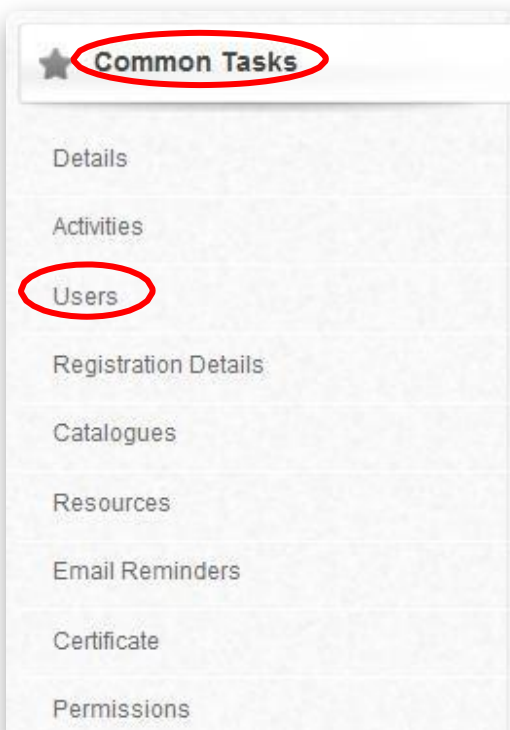 Common Tasks
Details
Activities
Users
Registration Details
Catalogues
Resources
Email Reminders
Certificate
Permissions